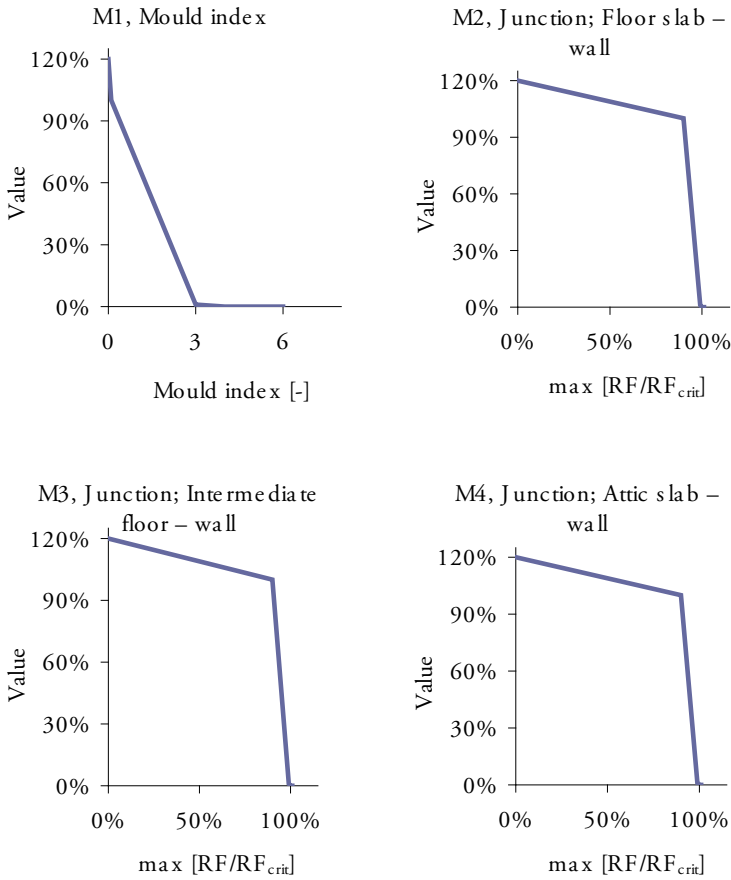 M1, Mould index
120%
90%
60%
30%
0%
Value
0 3 6
Mould index [-]
M2, Junction; Floor slab –
wall
120%
90%
60%
30%
0%
Value
0% 50% 100%
max [RF/RFcrit]
M3, Junction; Intermediate
floor – wall
120%
90%
60%
30%
0%
Value
0% 50% 100%
max [RF/RFcrit]
M4, Junction; Attic slab –
wall
120%
90%
60%
30%
0%
Value
0% 50% 100%
max [RF/RFcrit]